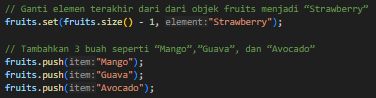 // Ganti elemen terakhir dari dari objek fruits menjadi “Strawberry”
fruits.set(fruits.size() - 1, element:"Strawberry");
// Tambahkan 3 buah seperti “Mango”,”Guava”, dan “Avocado”
fruits.push(item:"Mango");
fruits.push(item:"Guava");
fruits.push(item:"Avocado");